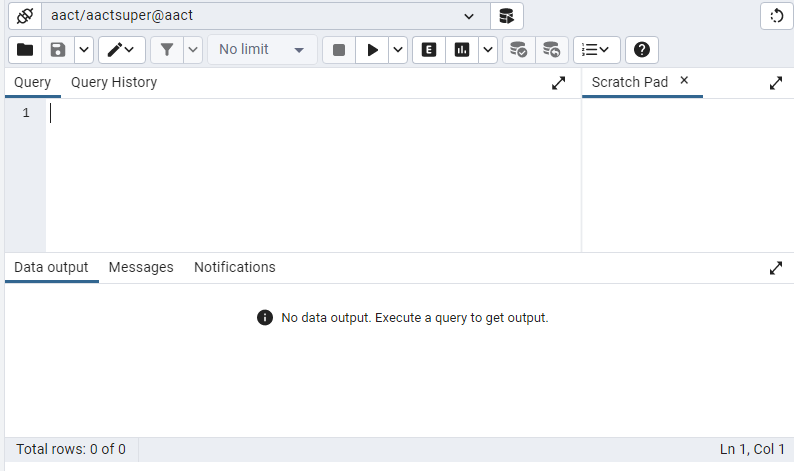 aact/aactsuper@aact
No limit
E
Query Query History Scratch Pad
1
Data output Messages Notifications
No data output. Execute a query to get output.
Total rows: 0 of 0 Ln 1, Col 1